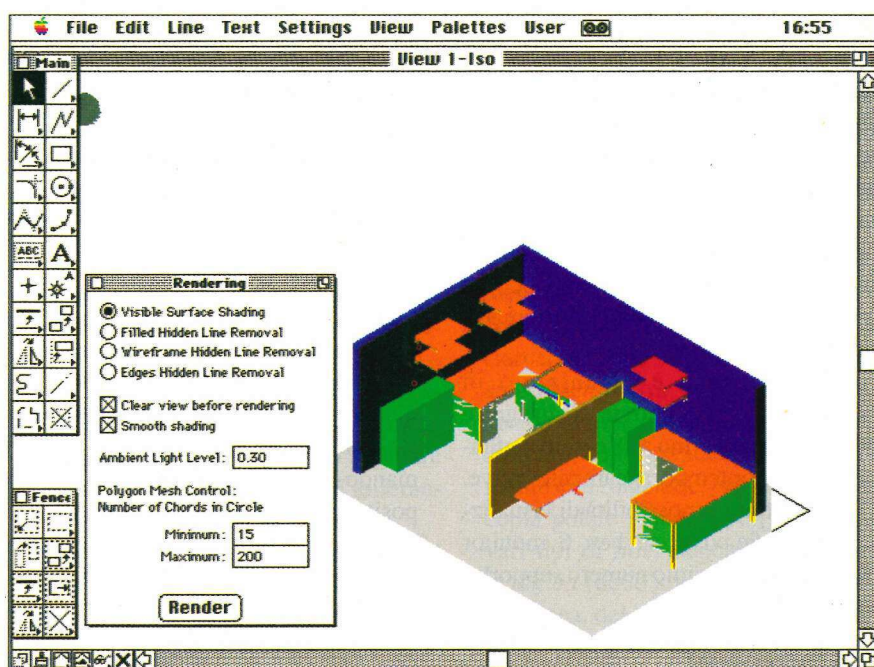 File Edit Line Text Settings View Palettes User 16:55
View 1-Iso
Main
ABC A
A
Rendering
Visible Surface Shading
Filled Hidden Line Removal
Wireframe Hidden Line Removal
Edges Hidden Line Removal
Clear view before rendering
Smooth shading
Ambient Light Level: 0.30
Polygon Mesh Control:
Number of Chords in Circle
Minimum: 15
Maximum: 200
Render
Fence